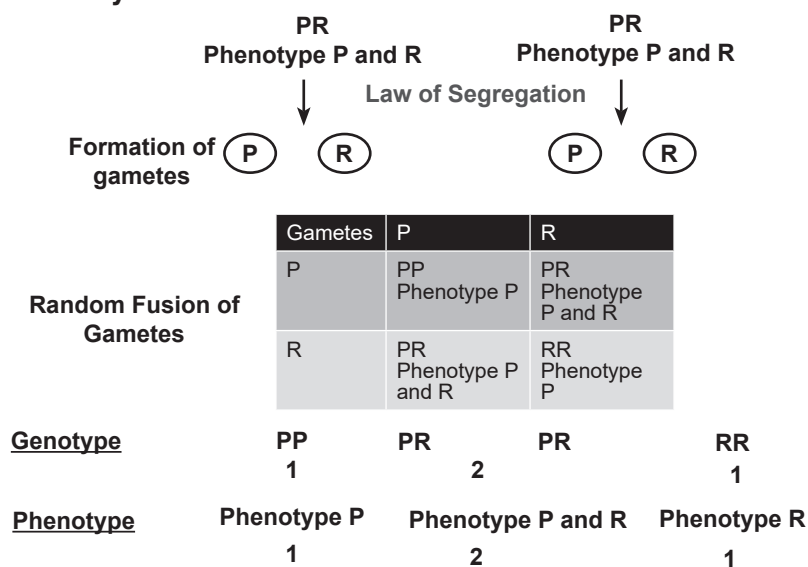 PR PR
Phenotype P and R Phenotype P and R
Law of Segregation
Formation of
gametes
P R P R
Gametes P R
P PP PR
Phenotype P Phenotype
P and R
Random Fusion of
Gametes
R PR RR
Phenotype P Phenotype
and R P
Genotype PP PR PR RR
1 2 1
Phenotype Phenotype P Phenotype P and R Phenotype R
1 2 1